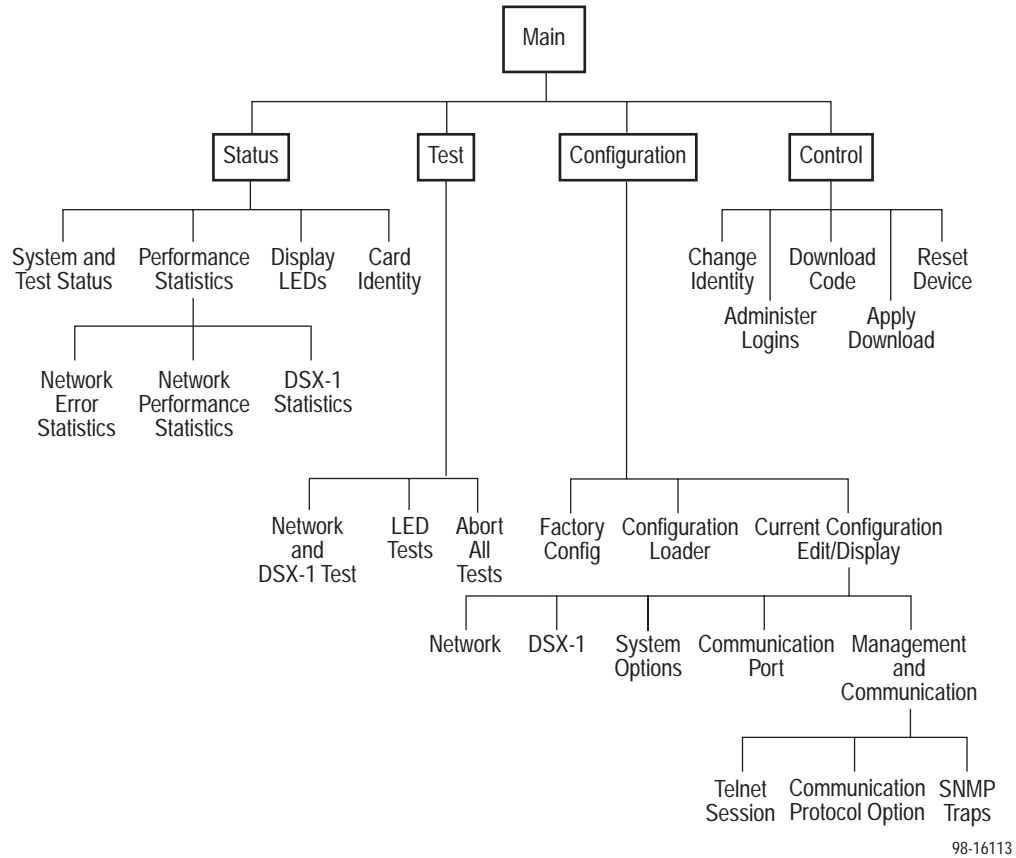 Main
Status
Test
Configuration
Control
System and
Test Status
Performance
Statistics
Display
LEDs
Card
Identity
Change
Identity
Download
Code
Reset
Device
Administer
Logins
Apply
Download
Network
Error
Statistics
Network
Performance
Statistics
DSX-1
Statistics
Network
and
DSX-1 Test
LED
Tests
Abort
All
Tests
Factory
Config
Configuration
Loader
Current Configuration
Edit/Display
Network
DSX-1
System
Options
Communication
Port
Management
and
Communication
Telnet
Session
Communication
Protocol Option
SNMP
Traps
98-16113